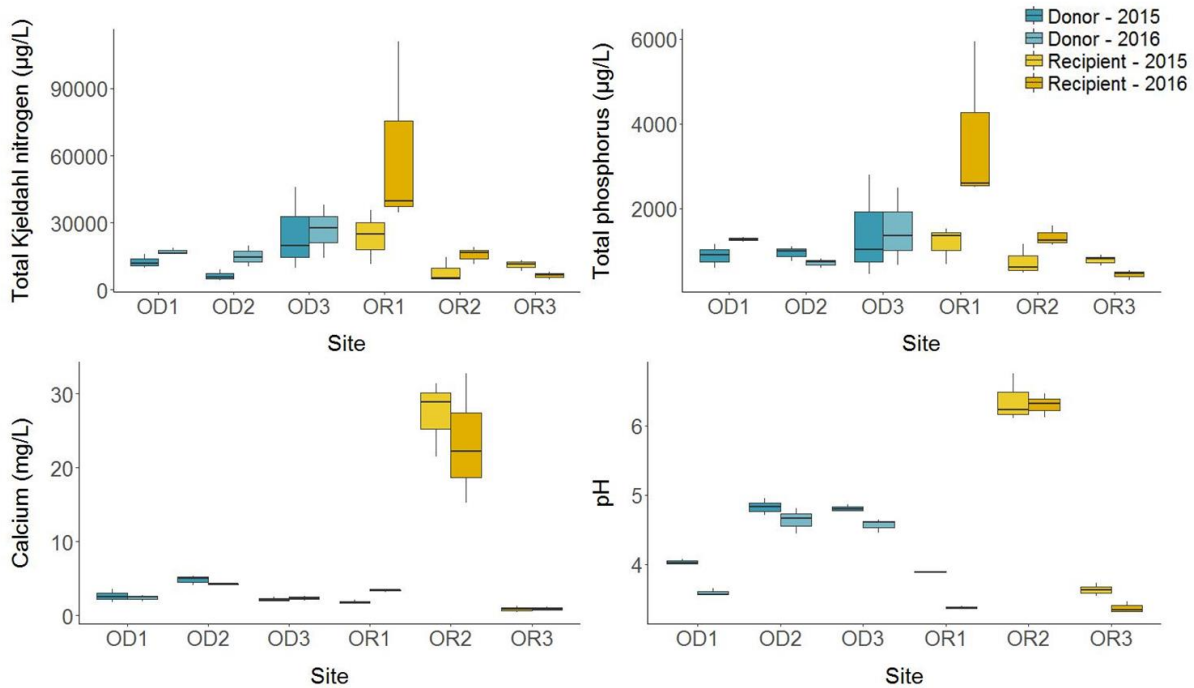 Total Kjeldahl nitrogen (µg/L)
90000
60000
30000
0
OD1 OD2 OD3 OR1 OR2 OR3
Site
Total phosphorus (µg/L)
6000
4000
2000
OD1 OD2 OD3 OR1 OR2 OR3
Site
Donor - 2015
Donor - 2016
Recipient - 2015
Recipient - 2016
Calcium (mg/L)
30
20
10
0
OD1 OD2 OD3 OR1 OR2 OR3
Site
pH
6
5
4
OD1 OD2 OD3 OR1 OR2 OR3
Site